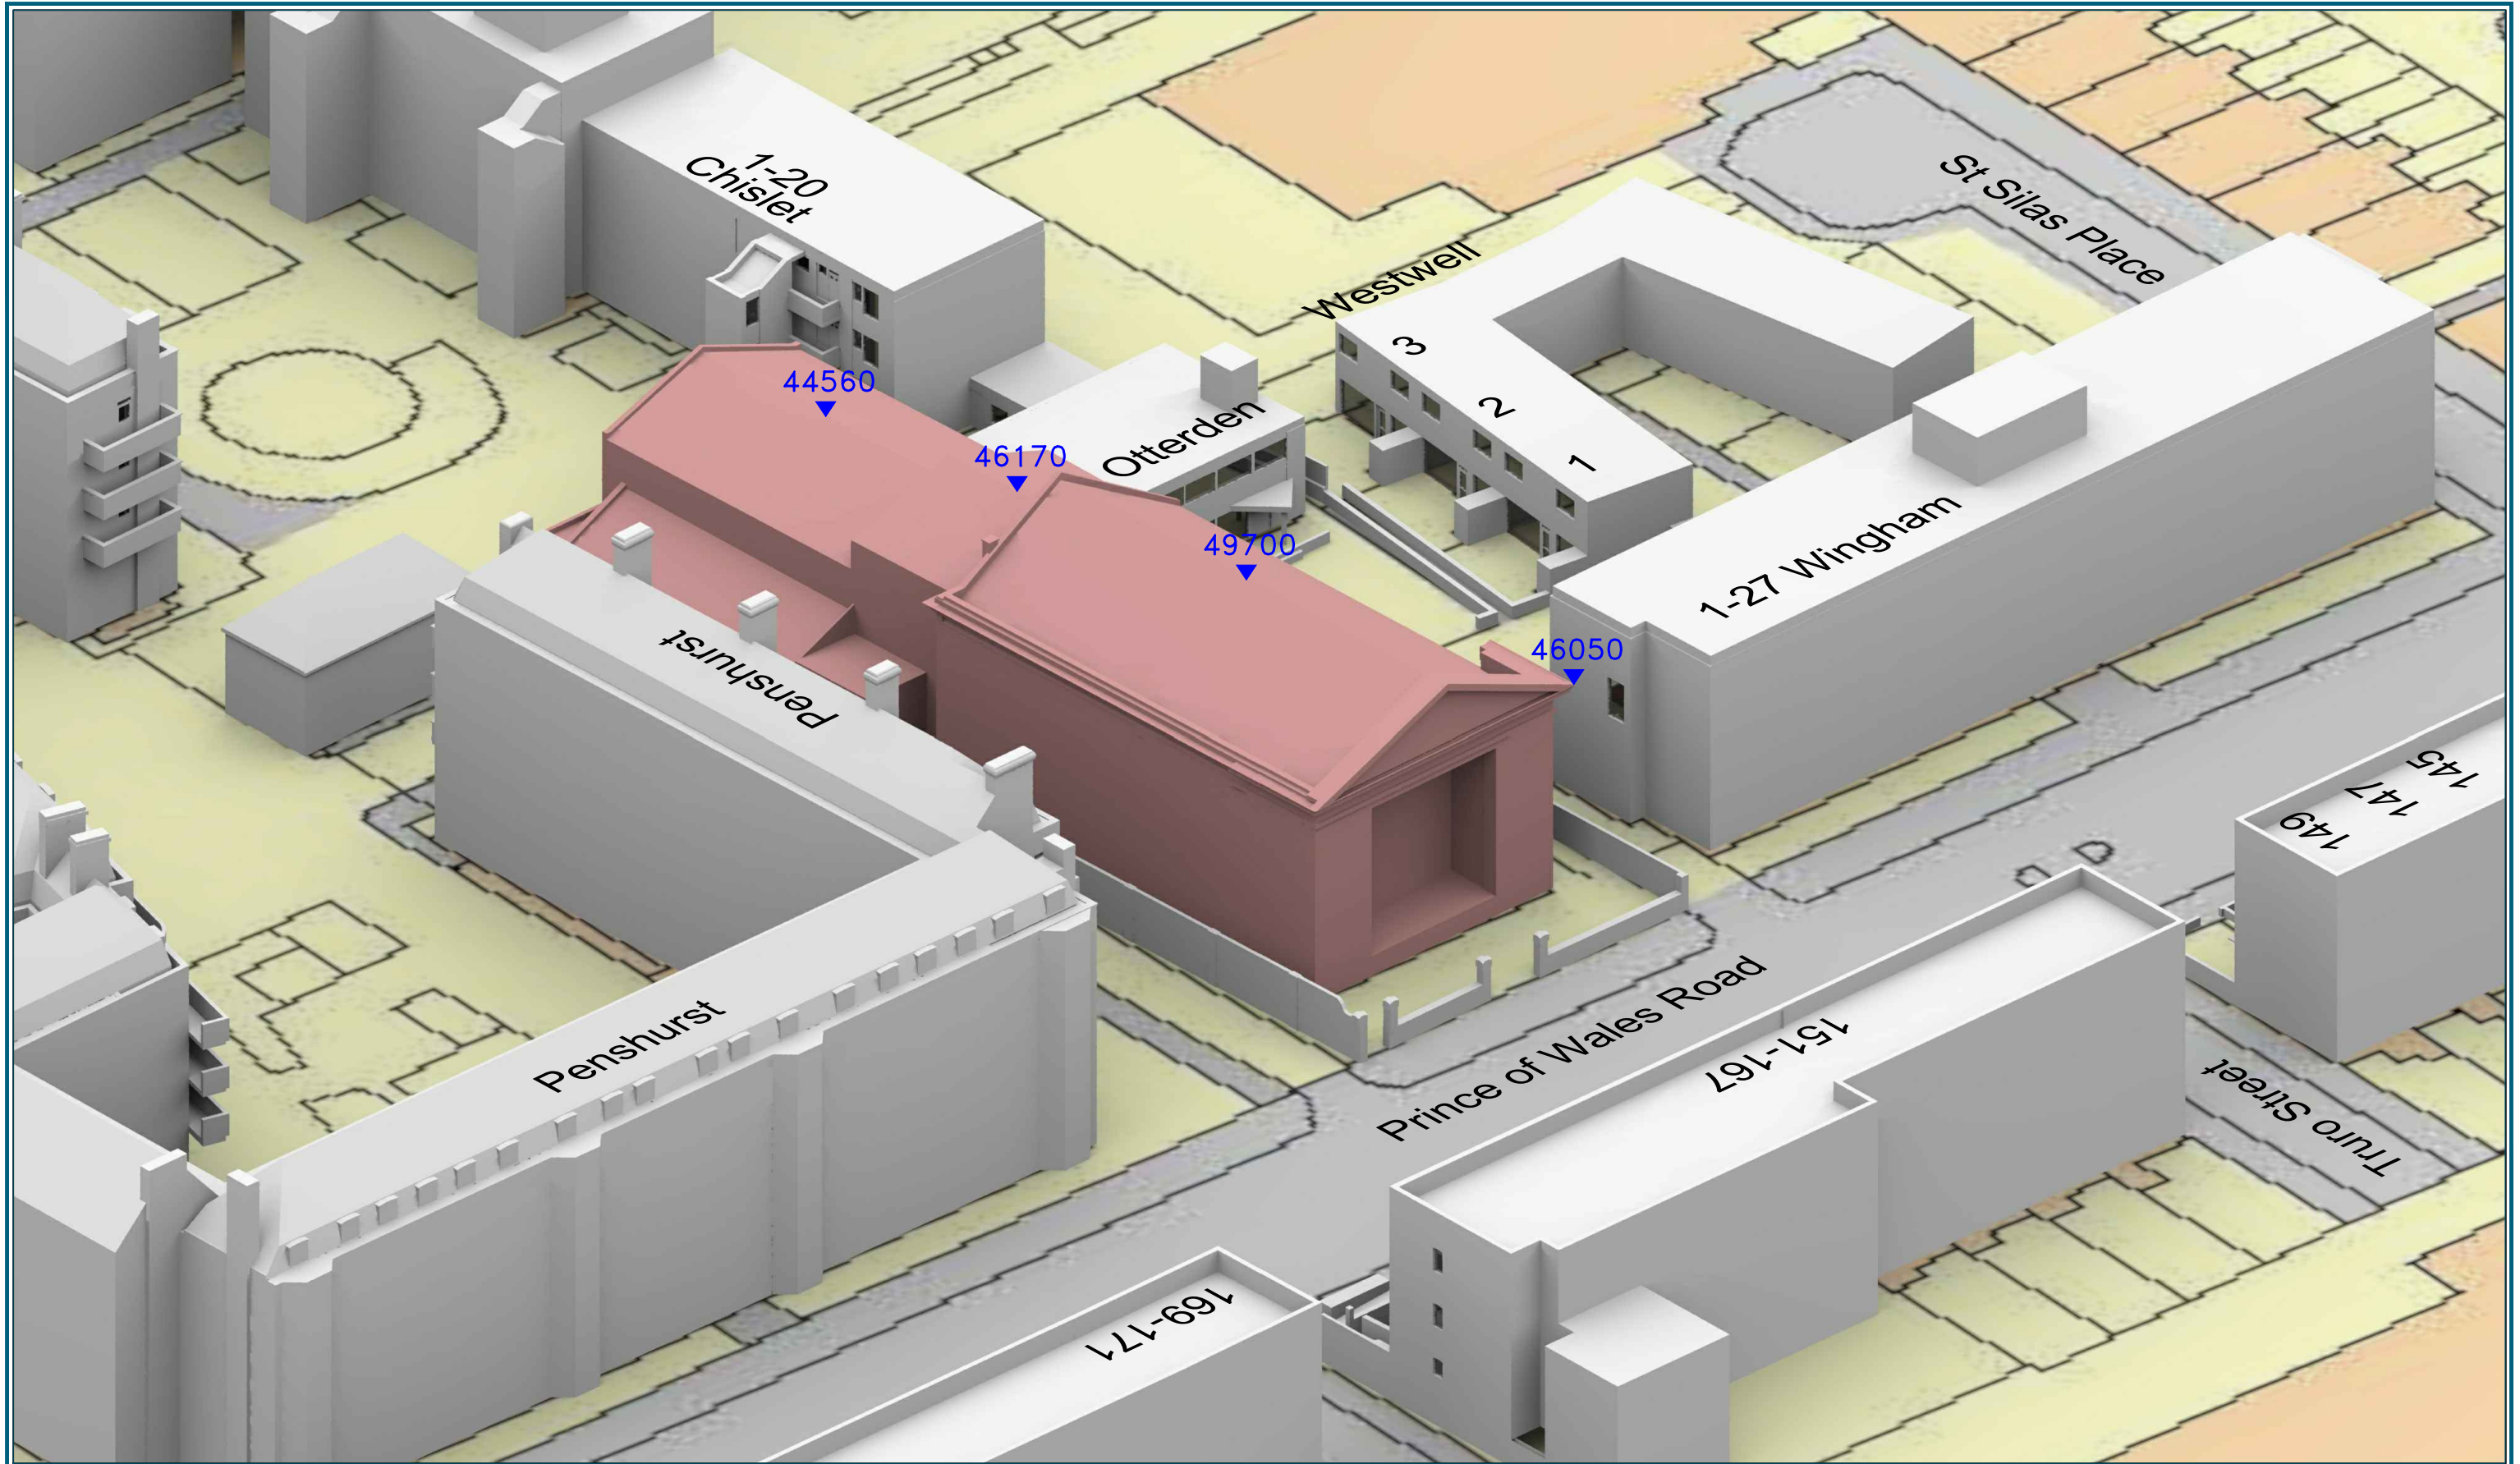 1-20
Chislet
St Silas Place
Westwell
3
2
1
44560
46170
Otterden
49700
46050
1-27 Wingham
Penshurst
145
147
149
Penshurst
Prince of Wales Road
151-167
Truro Street
169-171